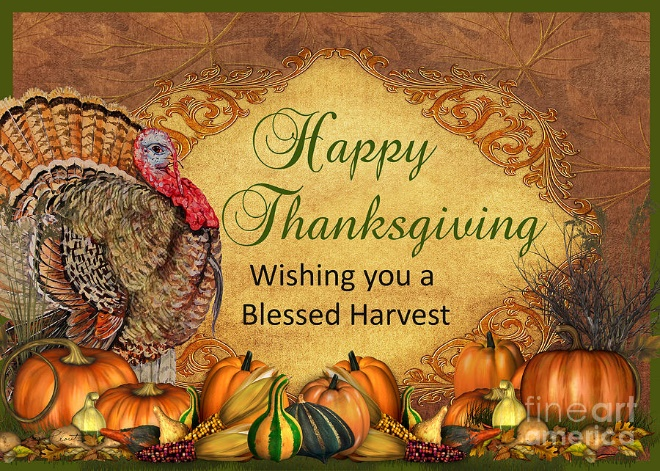 Happy
Thanksgiving
Wishing you a
Blessed Harvest
fineart
america